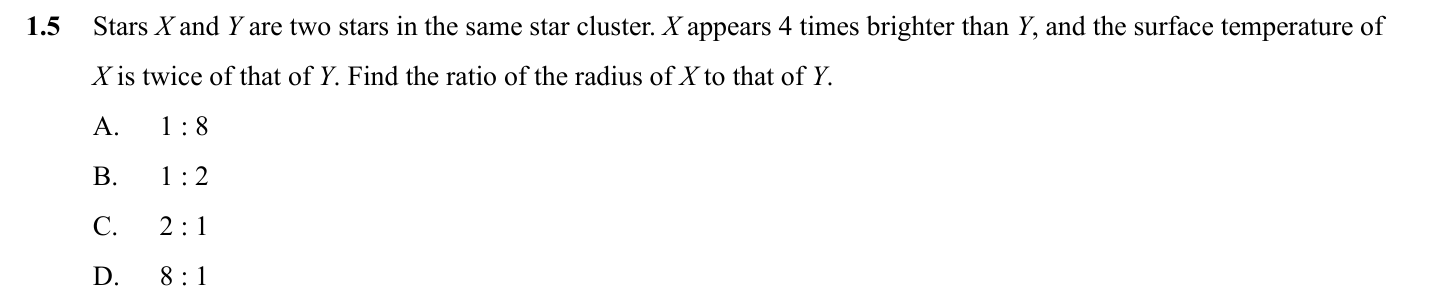 1.5 Stars X and Y are two stars in the same star cluster. X appears 4 times brighter than Y, and the surface temperature of
X is twice of that of Y. Find the ratio of the radius of X to that of Y.
A. 1 : 8
B. 1 : 2
C. 2 : 1
D. 8 : 1